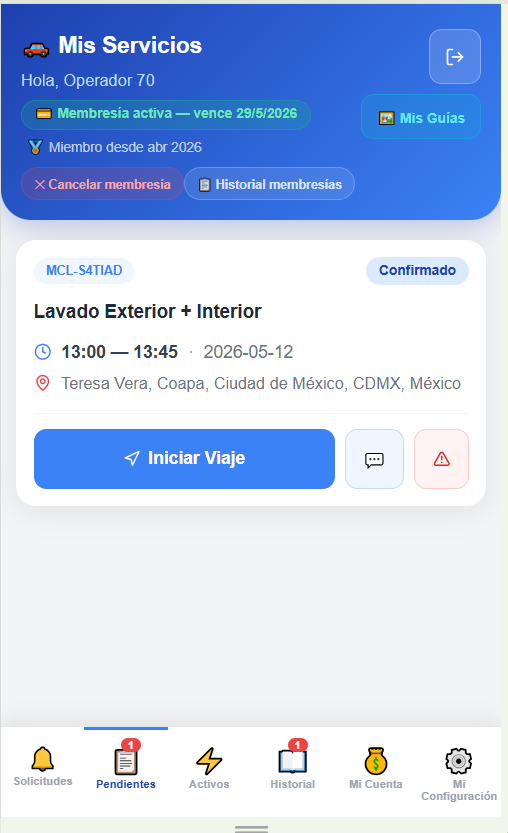 Mis Servicios
Hola, Operador 70
Membresía activa — vence 29/5/2026
Mis Guías
Miembro desde abr 2026
Cancelar membresía
Historial membresías
MCL-S4TIAD
Confirmado
Lavado Exterior + Interior
13:00 — 13:45 · 2026-05-12
Teresa Vera, Coapa, Ciudad de México, CDMX, México
Iniciar Viaje
1
1
Solicitudes
Pendientes
Activos
Historial
Mi Cuenta
Mi
Configuración